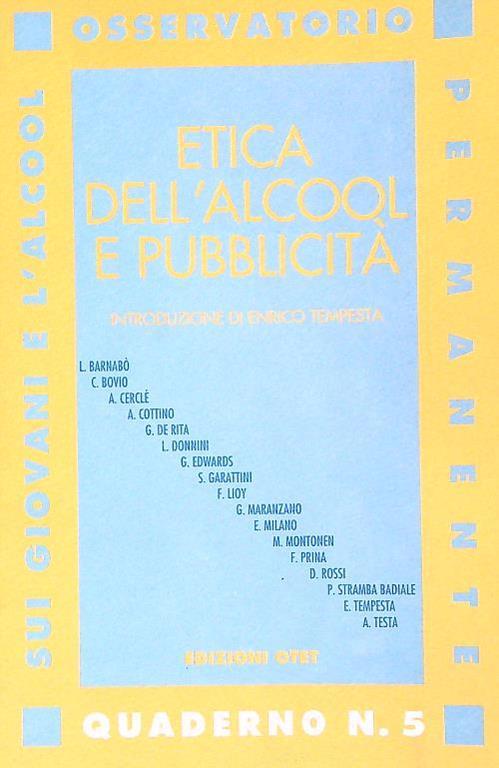 OSSERVATORIO
PERMANENTE
SUI GIOVANI E L'ALCOOL
ETICA
DELL'ALCOOL
E PUBBLICITÀ
INTRODUZIONE DI ENRICO TEMPESTA
L. BARNABÒ
C. BOVIO
A. CERCLÈ
A. COTTINO
G. DE RITA
L. DONNINI
G. EDWARDS
S. GARATTINI
F. LIOY
G. MARANZANO
E. MILANO
M. MONTONEN
F. PRINA
D. ROSSI
P. STRAMBA BADIALE
E. TEMPESTA
A. TESTA
EDIZIONI OTET
QUADERNO N. 5